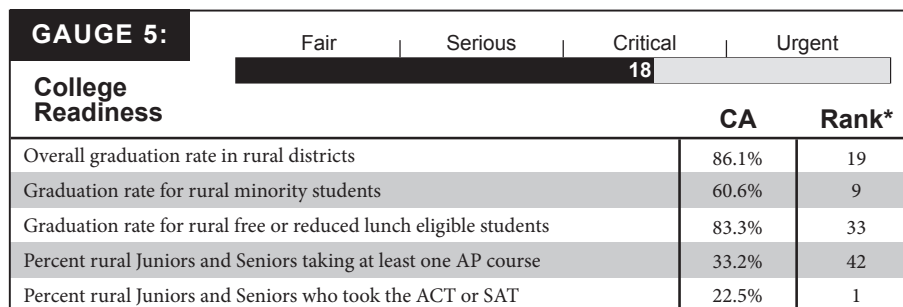 GAUGE 5:
Fair | Serious | Critical | Urgent
18
College
Readiness
CA Rank*
Overall graduation rate in rural districts 86.1% 19
Graduation rate for rural minority students 60.6% 9
Graduation rate for rural free or reduced lunch eligible students 83.3% 33
Percent rural Juniors and Seniors taking at least one AP course 33.2% 42
Percent rural Juniors and Seniors who took the ACT or SAT 22.5% 1